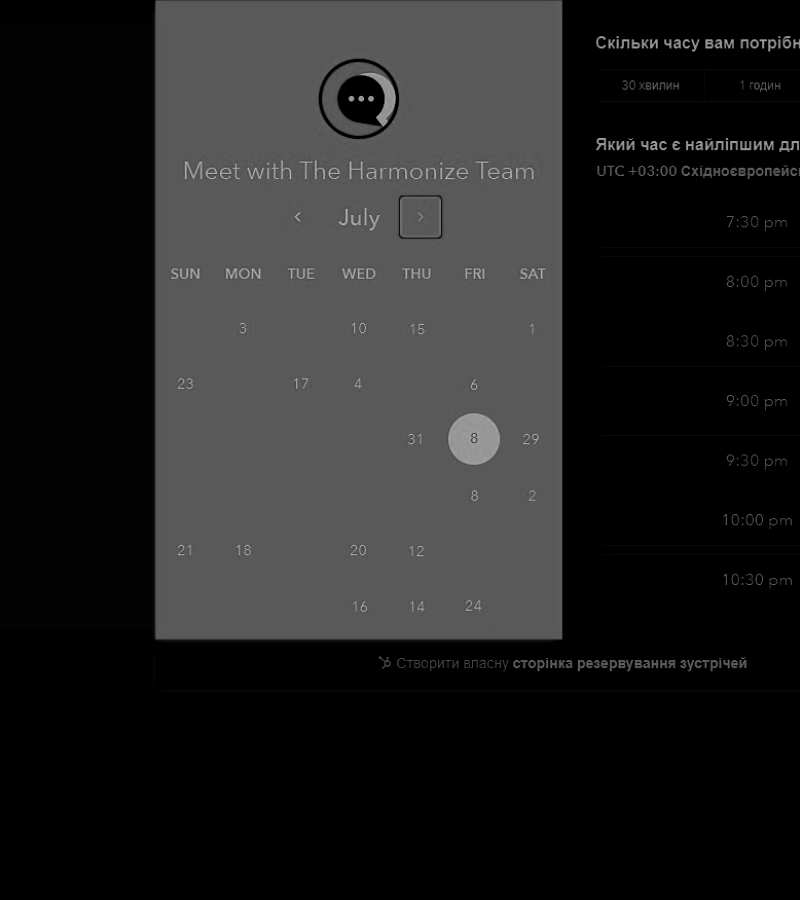 Meet with The Harmonize Team
July
SUN MON TUE WED THU FRI SAT
3 10 15 1
23 17 4 6
31 8 29
8 2
21 18 20 12
16 14 24
Скільки часу вам потрібн
30 хвилин 1 годин
Який час є найліпшим дл
UTC +03:00 Східноєвропейс
7:30 pm
8:00 pm
8:30 pm
9:00 pm
9:30 pm
10:00 pm
10:30 pm
Створити власну сторінка резервування зустрічей